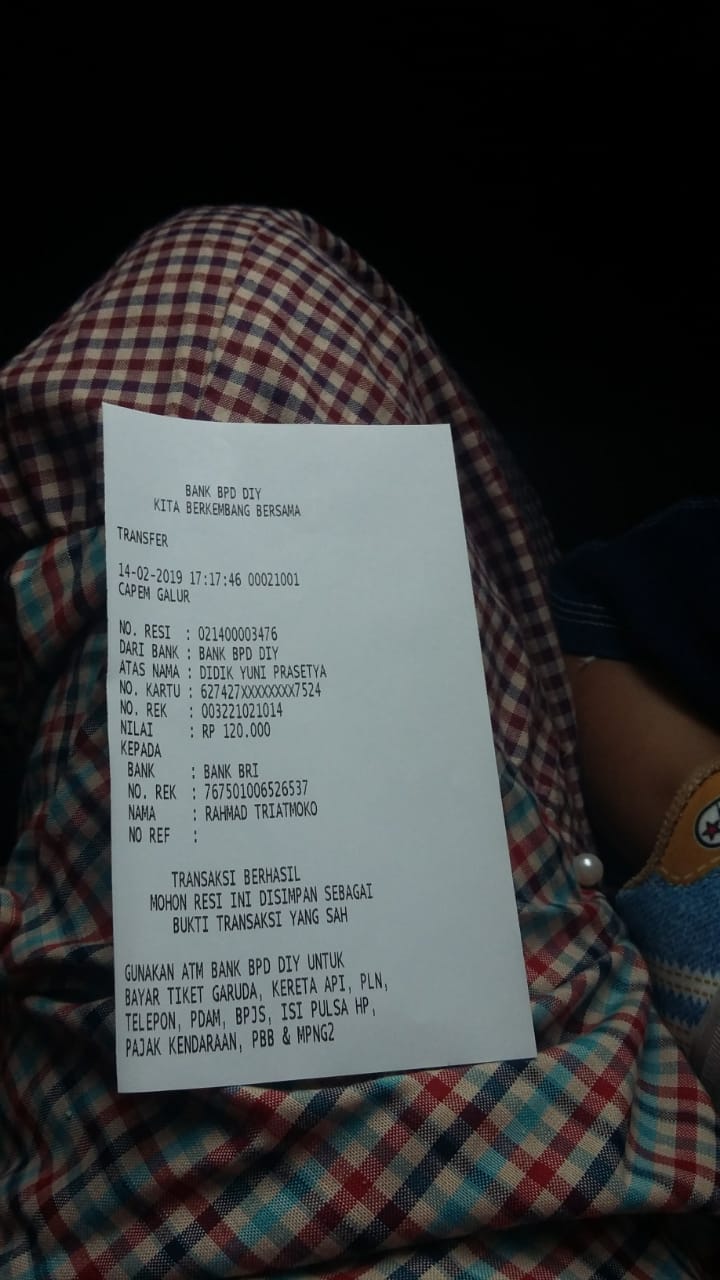 BANK BPD DIY
KITA BERKEMBANG BERSAMA
TRANSFER
14-02-2019 17:17:46 00021001
CAPEM GALUR
NO. RESI : 021400003476
DARI BANK : BANK BPD DIY
ATAS NAMA : DIDIK YUNI PRASETYA
NO. KARTU : 627427XXXXXXXX7524
NO. REK : 003221021014
NILAI : RP 120.000
KEPADA
BANK : BANK BRI
NO. REK : 767501006526537
NAMA : RAHMAD TRIATMOKO
NO REF :
TRANSAKSI BERHASIL
MOHON RESI INI DISIMPAN SEBAGAI
BUKTI TRANSAKSI YANG SAH
GUNAKAN ATM BANK BPD DIY UNTUK
BAYAR TIKET GARUDA, KERETA API, PLN,
TELEPON, PDAM, BPJS, ISI PULSA HP,
PAJAK KENDARAAN, PBB & MPNG2